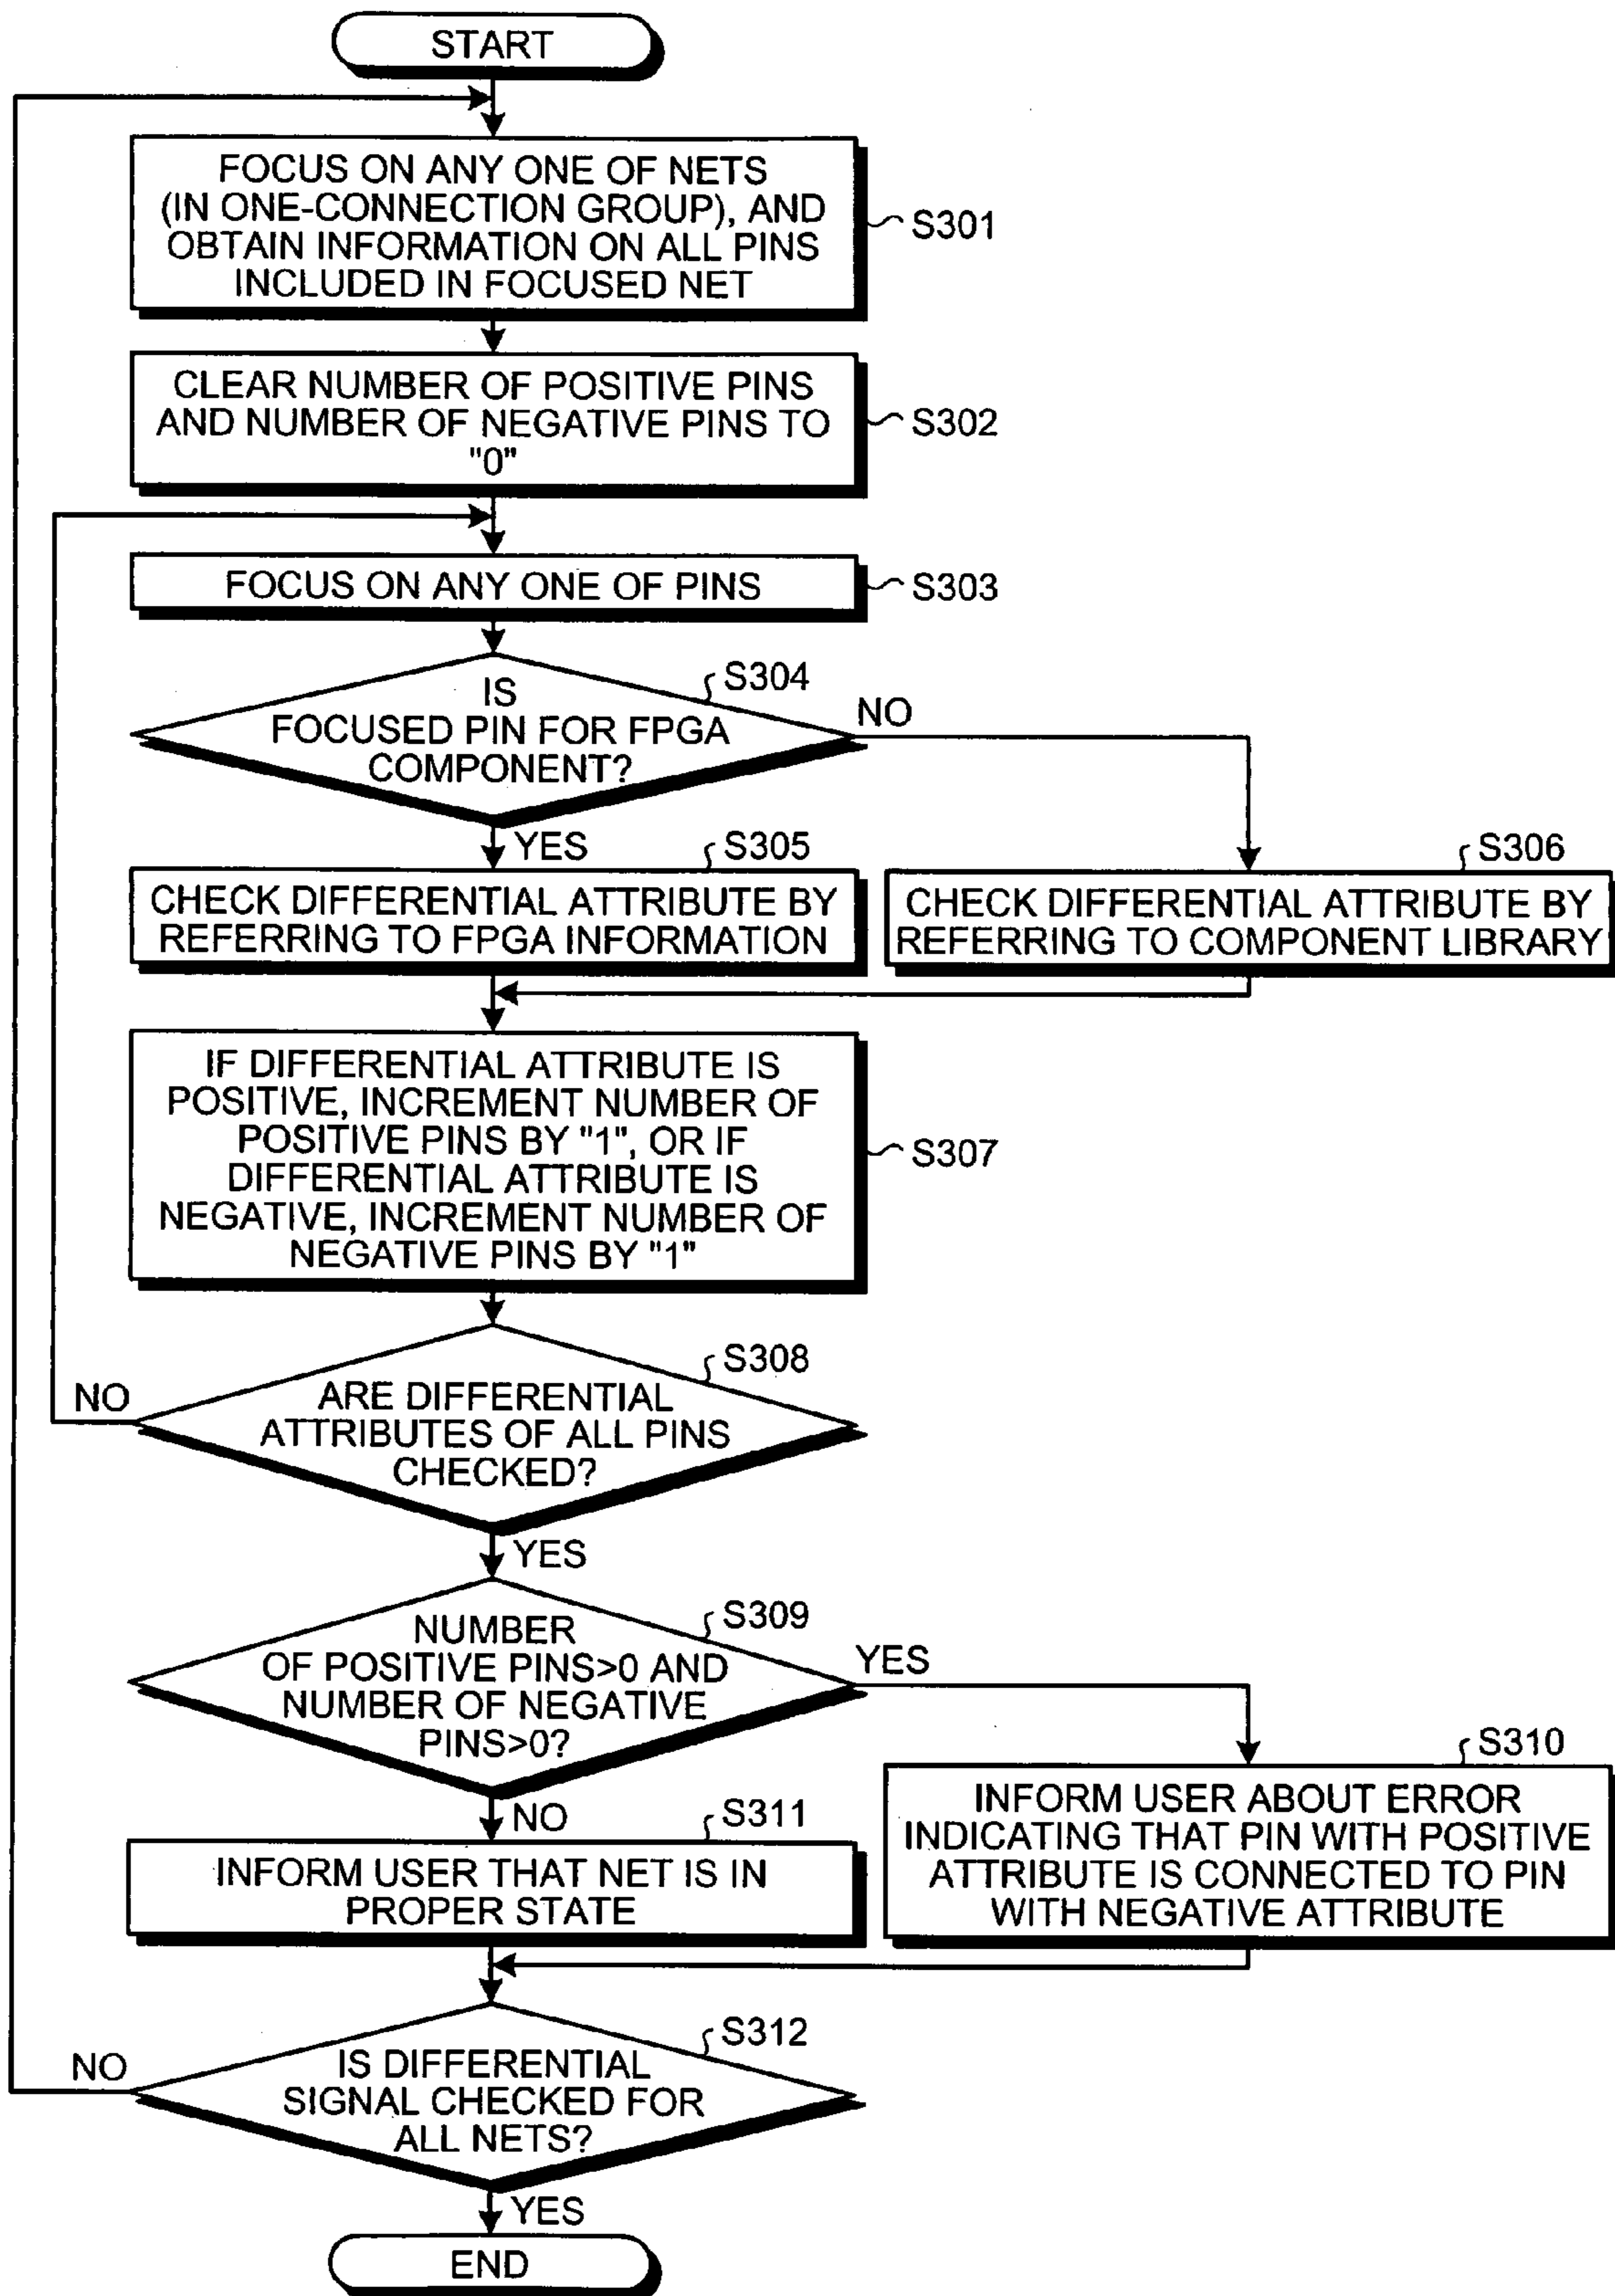 START
FOCUS ON ANY ONE OF NETS
(IN ONE-CONNECTION GROUP), AND
OBTAIN INFORMATION ON ALL PINS
INCLUDED IN FOCUSED NET
S301
CLEAR NUMBER OF POSITIVE PINS
AND NUMBER OF NEGATIVE PINS TO
"0"
S302
FOCUS ON ANY ONE OF PINS
S303
S304
IS
FOCUSED PIN FOR FPGA
COMPONENT?
NO
YES
S305
CHECK DIFFERENTIAL ATTRIBUTE BY
REFERRING TO FPGA INFORMATION
S306
CHECK DIFFERENTIAL ATTRIBUTE BY
REFERRING TO COMPONENT LIBRARY
IF DIFFERENTIAL ATTRIBUTE IS
POSITIVE, INCREMENT NUMBER OF
POSITIVE PINS BY "1", OR IF
DIFFERENTIAL ATTRIBUTE IS
NEGATIVE, INCREMENT NUMBER OF
NEGATIVE PINS BY "1"
S307
S308
NO
ARE DIFFERENTIAL
ATTRIBUTES OF ALL PINS
CHECKED?
YES
S309
NUMBER
OF POSITIVE PINS>0 AND
NUMBER OF NEGATIVE
PINS>0?
YES
S310
INFORM USER ABOUT ERROR
INDICATING THAT PIN WITH POSITIVE
ATTRIBUTE IS CONNECTED TO PIN
WITH NEGATIVE ATTRIBUTE
NO
S311
INFORM USER THAT NET IS IN
PROPER STATE
S312
NO
IS DIFFERENTIAL
SIGNAL CHECKED FOR
ALL NETS?
YES
END